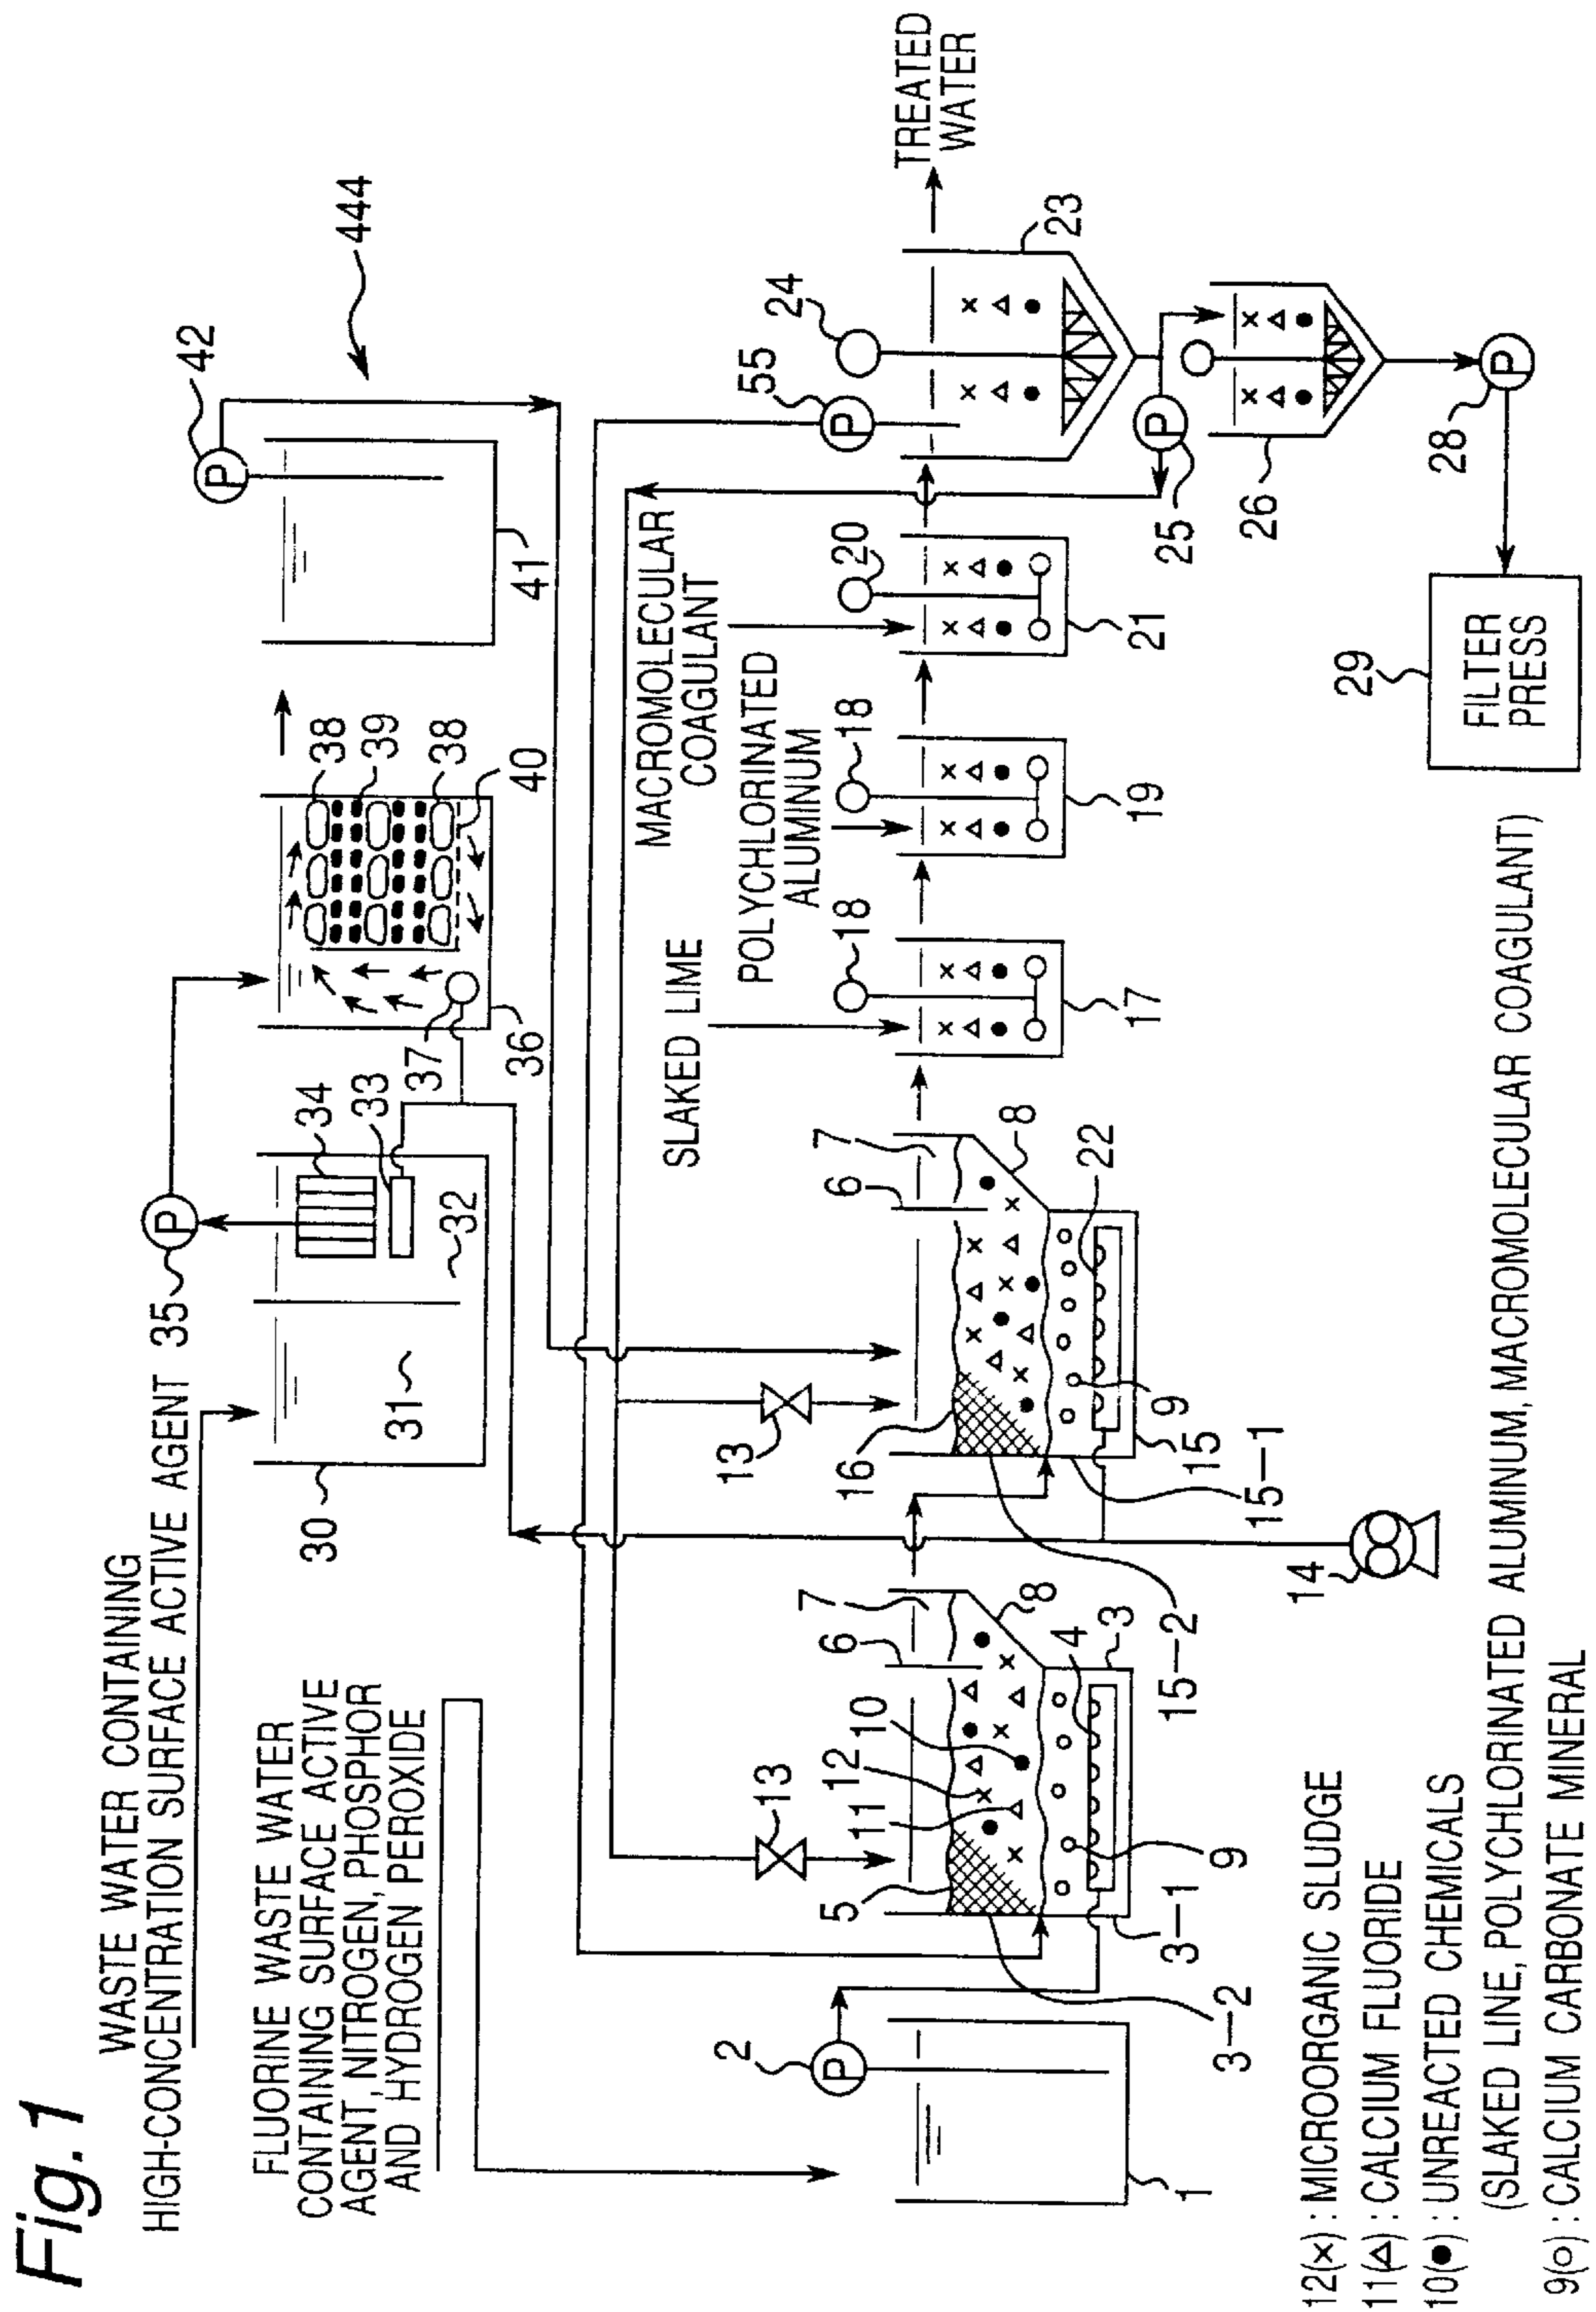 Fig.1
WASTE WATER CONTAINING
HIGH-CONCENTRATION SURFACE ACTIVE AGENT
35
P
42
P
444
34
33
38
39
38
40
41
30
31
32
37
36
FLUORINE WASTE WATER
CONTAINING SURFACE ACTIVE
AGENT, NITROGEN, PHOSPHOR
AND HYDROGEN PEROXIDE
SLAKED LIME
POLYCHLORINATED
ALUMINUM
MACROMOLECULAR
COAGULANT
TREATED
WATER
2
P
13
5
11
12
10
6
7
8
4
3
13
16
6
7
8
22
18
18
20
55
P
24
23
1
3-2
3-1
9
15-2
14
15-1
15
9
17
19
21
25
P
26
28
P
29
FILTER
PRESS
12(×) : MICROORGANIC SLUDGE
11(△) : CALCIUM FLUORIDE
10(●) : UNREACTED CHEMICALS
(SLAKED LINE, POLYCHLORINATED ALUMINUM, MACROMOLECULAR COAGULANT)
9(○) : CALCIUM CARBONATE MINERAL